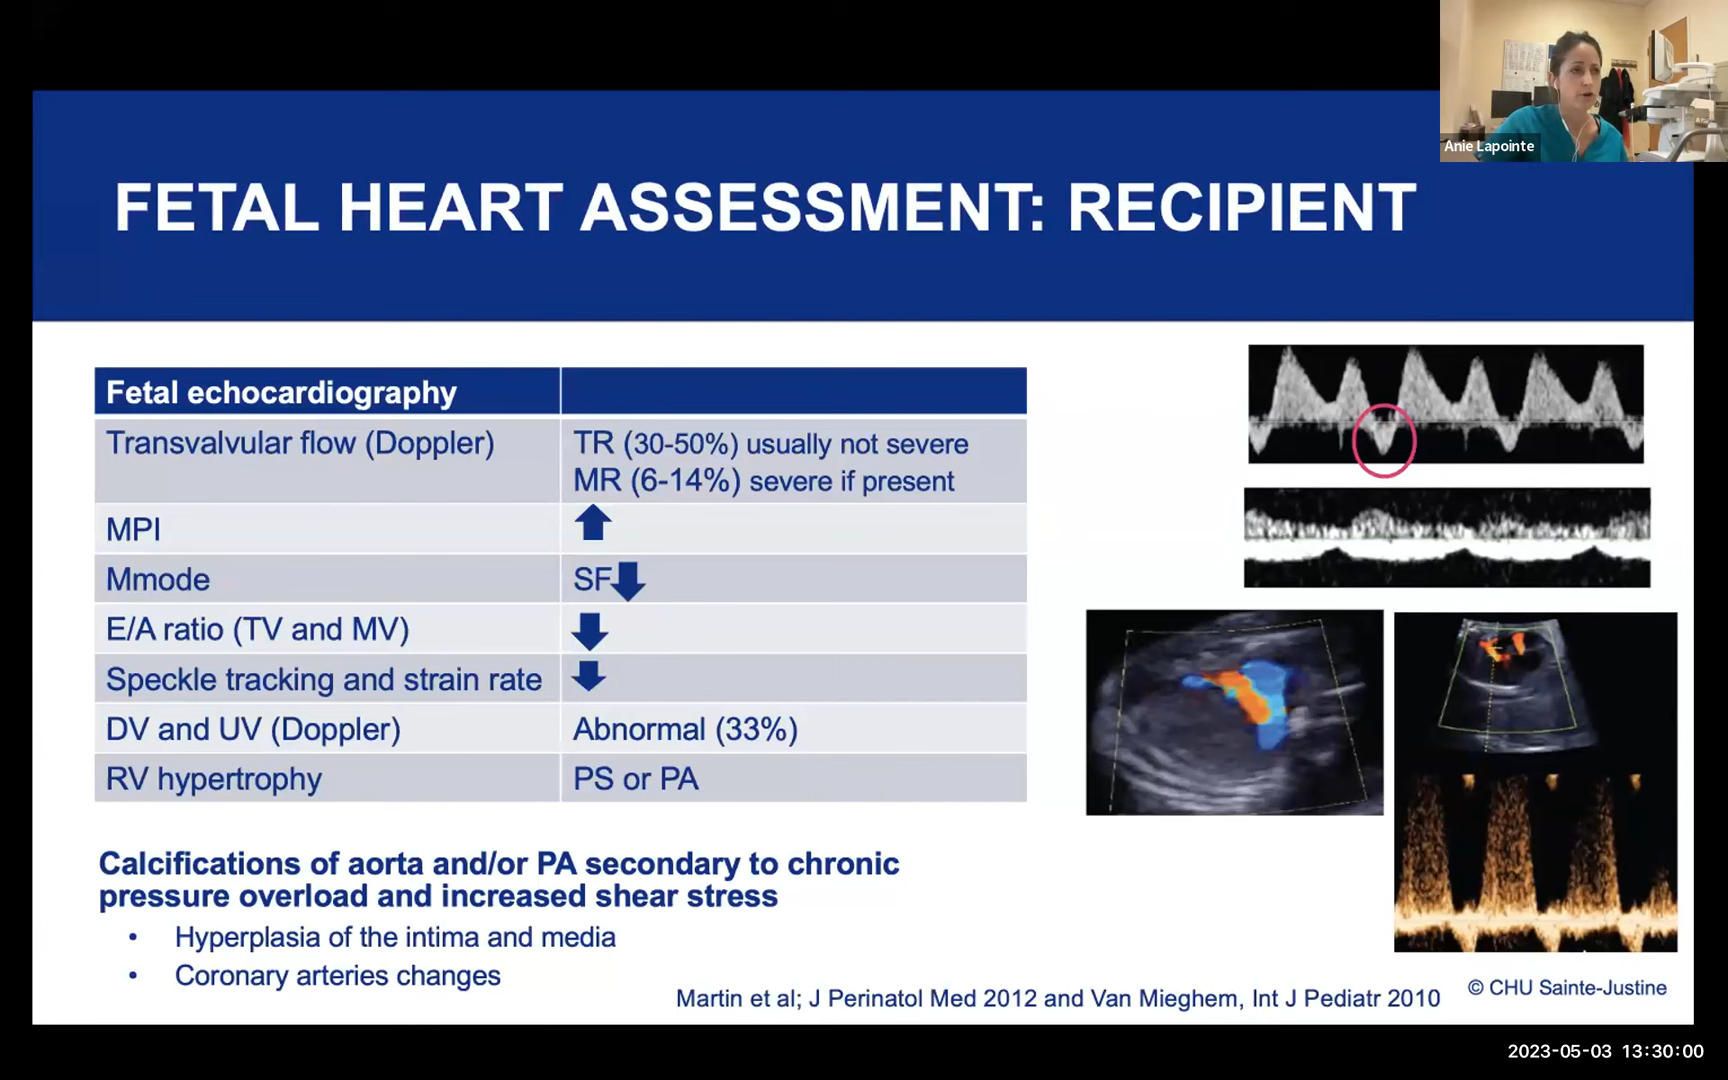 Anie Lapointe
FETAL HEART ASSESSMENT: RECIPIENT
Fetal echocardiography
Transvalvular flow (Doppler)
TR (30-50%) usually not severe
MR (6-14%) severe if present
MPI
Mmode
SF
E/A ratio (TV and MV)
Speckle tracking and strain rate
DV and UV (Doppler)
Abnormal (33%)
RV hypertrophy
PS or PA
Calcifications of aorta and/or PA secondary to chronic
pressure overload and increased shear stress
• Hyperplasia of the intima and media
• Coronary arteries changes
Martin et al; J Perinatol Med 2012 and Van Mieghem, Int J Pediatr 2010
© CHU Sainte-Justine
2023-05-03 13:30:00